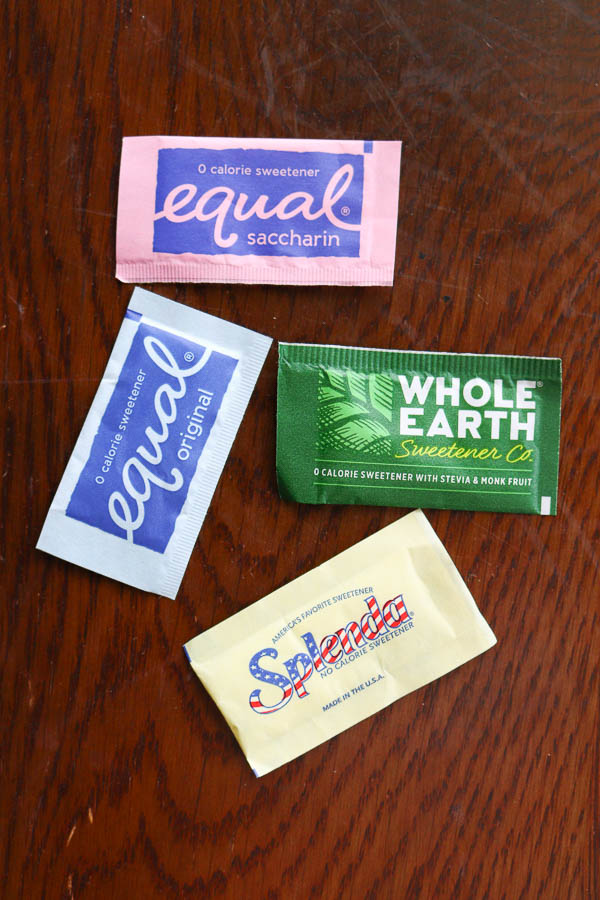 0 calorie sweetener
equal®
saccharin
0 calorie sweetener
equal®
original
WHOLE
EARTH®
Sweetener Co.
0 CALORIE SWEETENER WITH STEVIA & MONK FRUIT
AMERICA'S FAVORITE SWEETENER
Splenda®
NO CALORIE SWEETENER
MADE IN THE U.S.A.